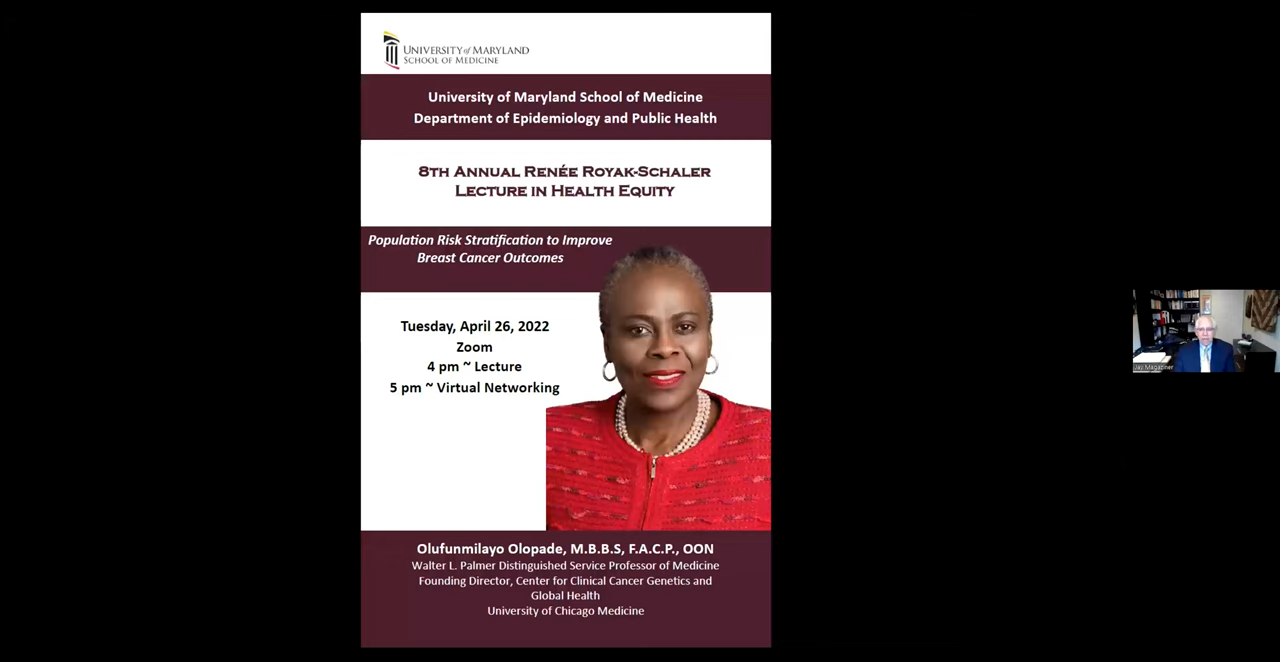 UNIVERSITY of MARYLAND
SCHOOL OF MEDICINE
University of Maryland School of Medicine
Department of Epidemiology and Public Health
8TH ANNUAL RENÉE ROYAK-SCHALER
LECTURE IN HEALTH EQUITY
Population Risk Stratification to Improve
Breast Cancer Outcomes
Tuesday, April 26, 2022
Zoom
4 pm ~ Lecture
5 pm ~ Virtual Networking
Olufunmilayo Olopade, M.B.B.S, F.A.C.P., OON
Walter L. Palmer Distinguished Service Professor of Medicine
Founding Director, Center for Clinical Cancer Genetics and
Global Health
University of Chicago Medicine
Jay Magaziner